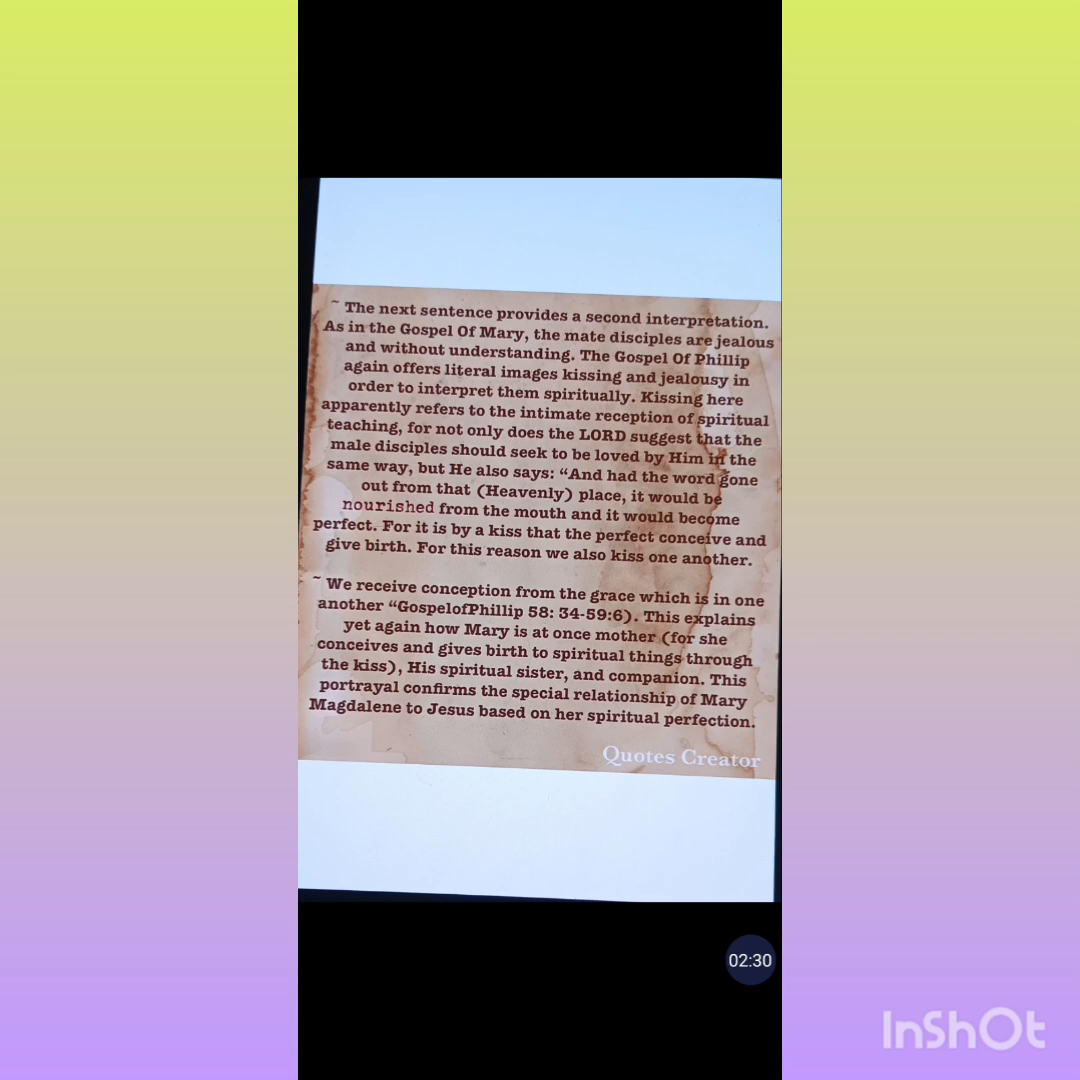 ~ The next sentence provides a second interpretation.
As in the Gospel Of Mary, the mate disciples are jealous
and without understanding. The Gospel Of Phillip
again offers literal images kissing and jealousy in
order to interpret them spiritually. Kissing here
apparently refers to the intimate reception of spiritual
teaching, for not only does the LORD suggest that the
male disciples should seek to be loved by Him in the
same way, but He also says: “And had the word gone
out from that (Heavenly) place, it would be
nourished from the mouth and it would become
perfect. For it is by a kiss that the perfect conceive and
give birth. For this reason we also kiss one another.
~ We receive conception from the grace which is in one
another “GospelofPhillip 58: 34-59:6). This explains
yet again how Mary is at once mother (for she
conceives and gives birth to spiritual things through
the kiss), His spiritual sister, and companion. This
portrayal confirms the special relationship of Mary
Magdalene to Jesus based on her spiritual perfection.
Quotes Creator
02:30
InShOt